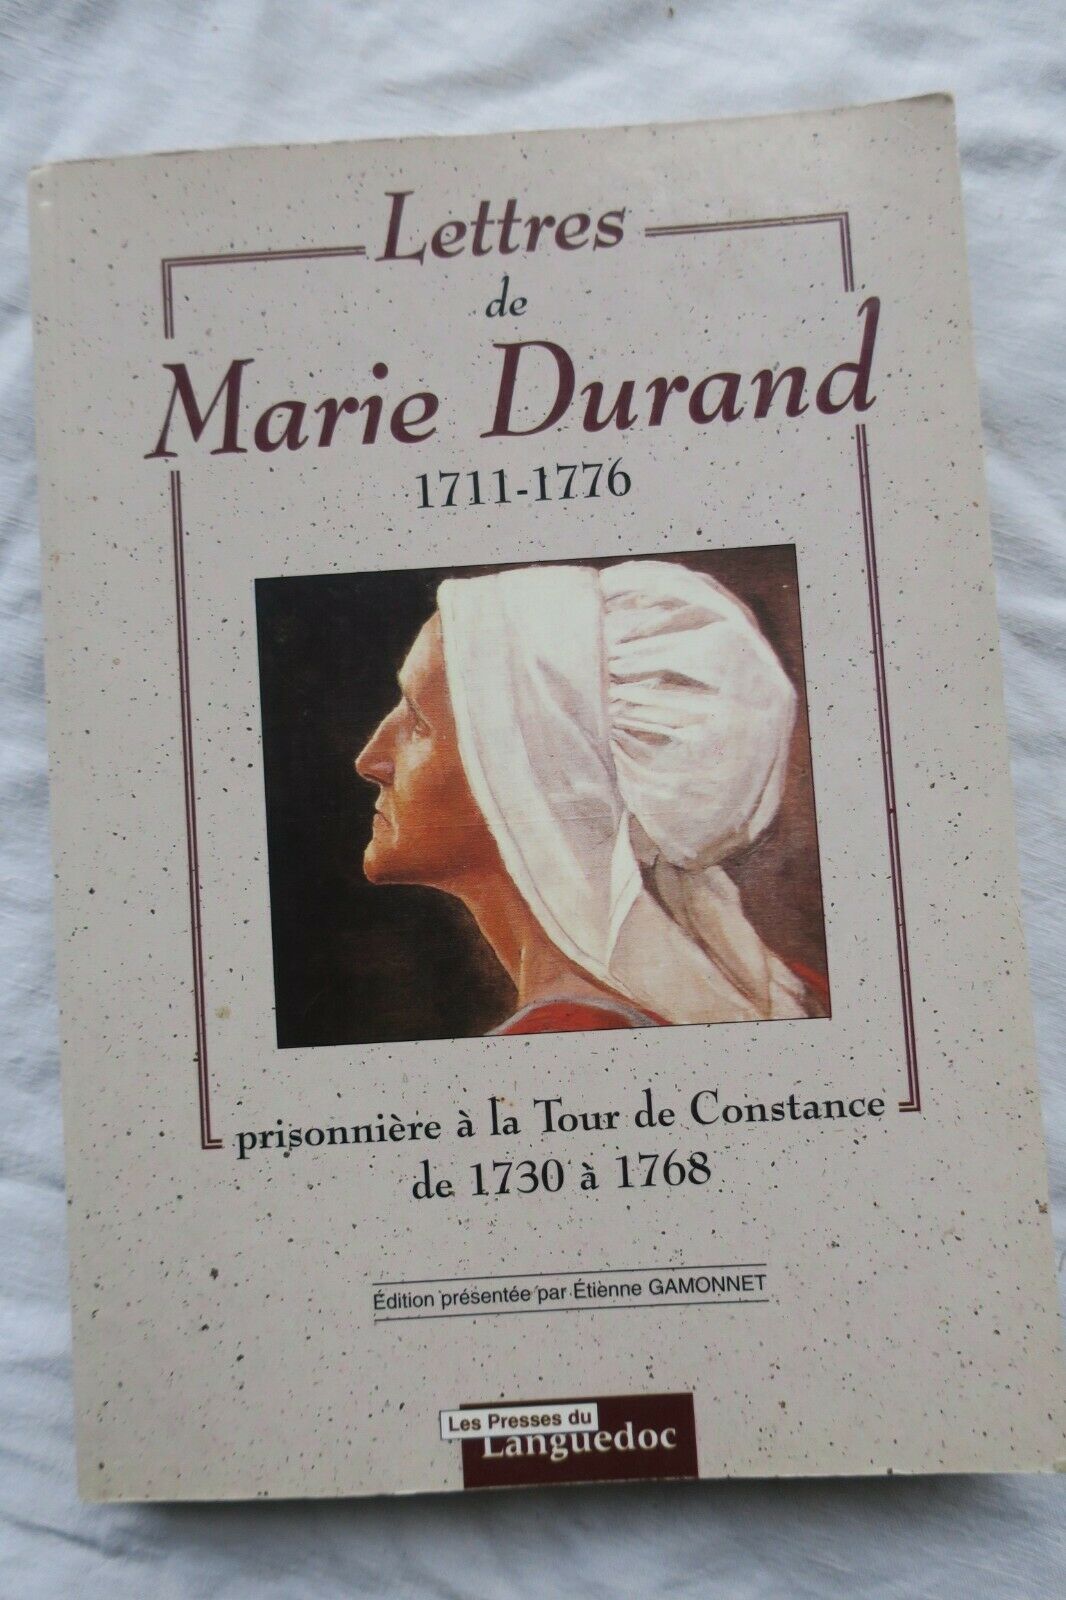 Lettres
de
Marie Durand
1711-1776
prisonnière à la Tour de Constance
de 1730 à 1768
Édition présentée par Étienne GAMONNET
Les Presses du
Languedoc